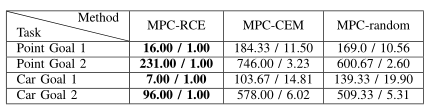 Method
Task
MPC-RCE MPC-CEM MPC-random
Point Goal 1 16.00 / 1.00 184.33 / 11.50 169.0 / 10.56
Point Goal 2 231.00 / 1.00 746.00 / 3.23 600.67 / 2.60
Car Goal 1 7.00 / 1.00 103.67 / 14.81 139.33 / 19.90
Car Goal 2 96.00 / 1.00 578.00 / 6.02 509.33 / 5.31